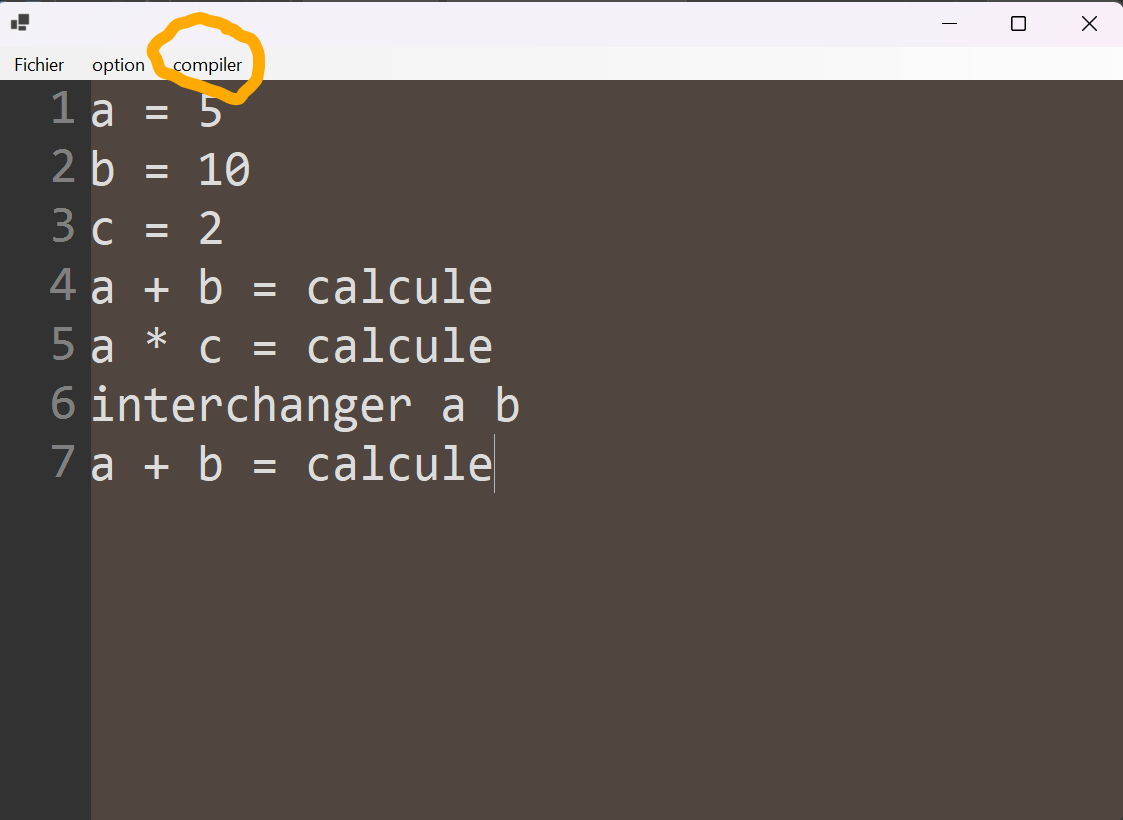 Fichier option compiler
1 a = 5
2 b = 10
3 c = 2
4 a + b = calcule
5 a * c = calcule
6 interchanger a b
7 a + b = calcule